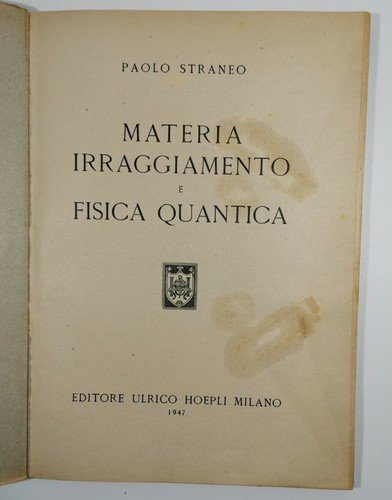 PAOLO STRANEO
MATERIA
IRRAGGIAMENTO
E
FISICA QUANTICA
EDITORE ULRICO HOEPLI MILANO
1947